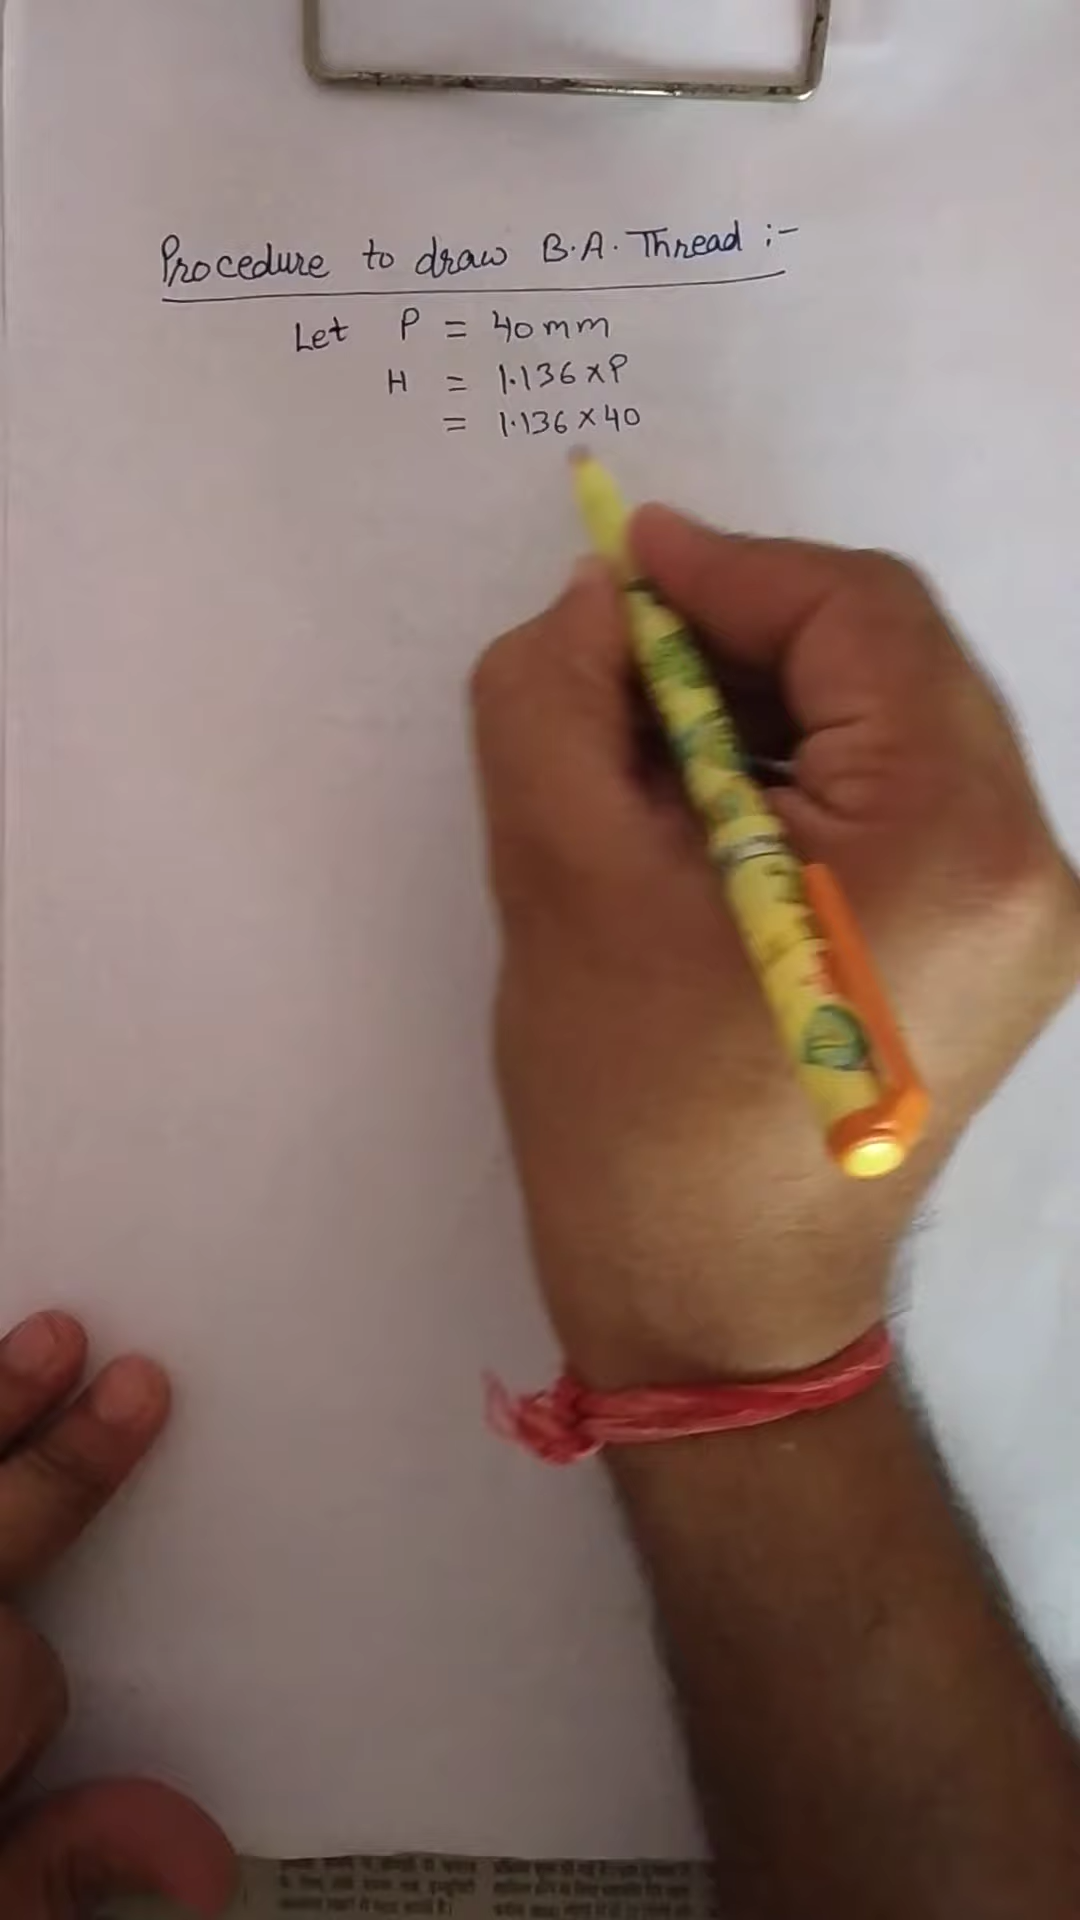 Procedure to draw B.A. Thread :-
Let P = 40mm
H = 1.136 x P
= 1.136 x 40